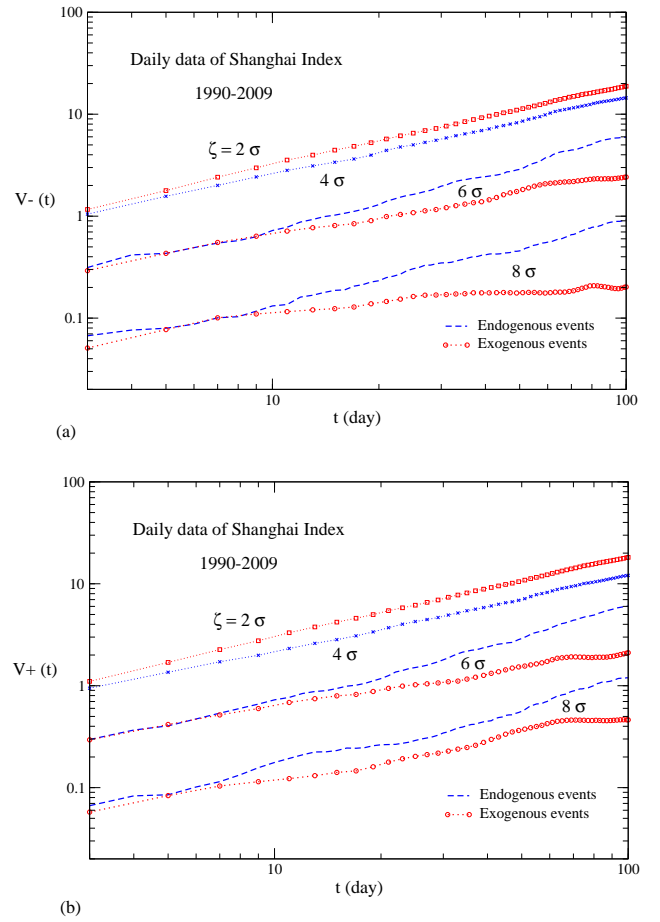 100
Daily data of Shanghai Index
1990-2009
10
ζ = 2 σ
4 σ
V- (t)
1
6 σ
8 σ
0.1
Endogenous events
Exogenous events
10
100
t (day)
(a)
100
Daily data of Shanghai Index
1990-2009
10
ζ = 2 σ
4 σ
V+ (t)
6 σ
1
8 σ
0.1
Endogenous events
Exogenous events
10
100
t (day)
(b)